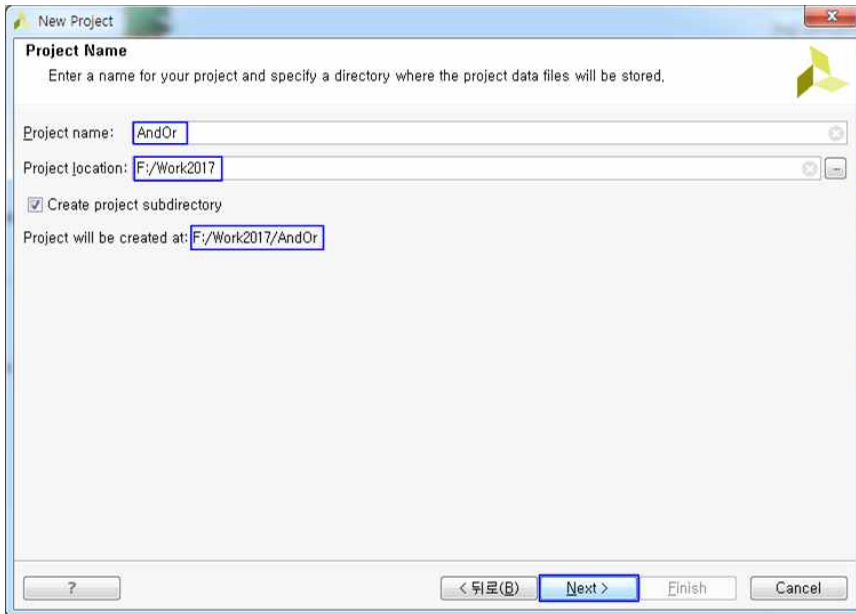 New Project
Project Name
Enter a name for your project and specify a directory where the project data files will be stored.
Project name: AndOr
Project location: F:/Work2017
Create project subdirectory
Project will be created at: F:/Work2017/AndOr
? < 뒤로(B) Next > Finish Cancel